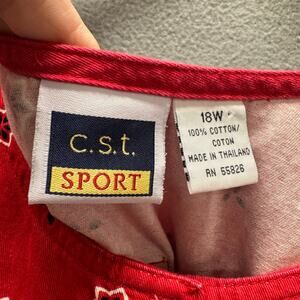 c.s.t.
SPORT
18W
100% COTTON/
COTON
MADE IN THAILAND
RN 55826